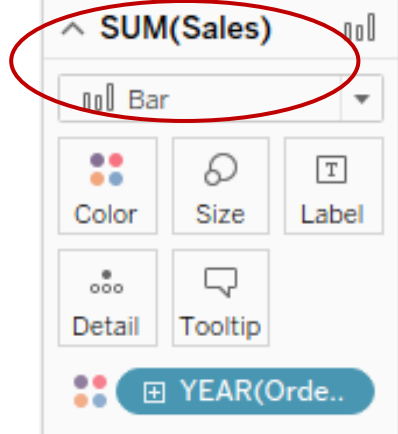 SUM(Sales)
Bar
Color Size T Label
Detail Tooltip
YEAR(Orde..